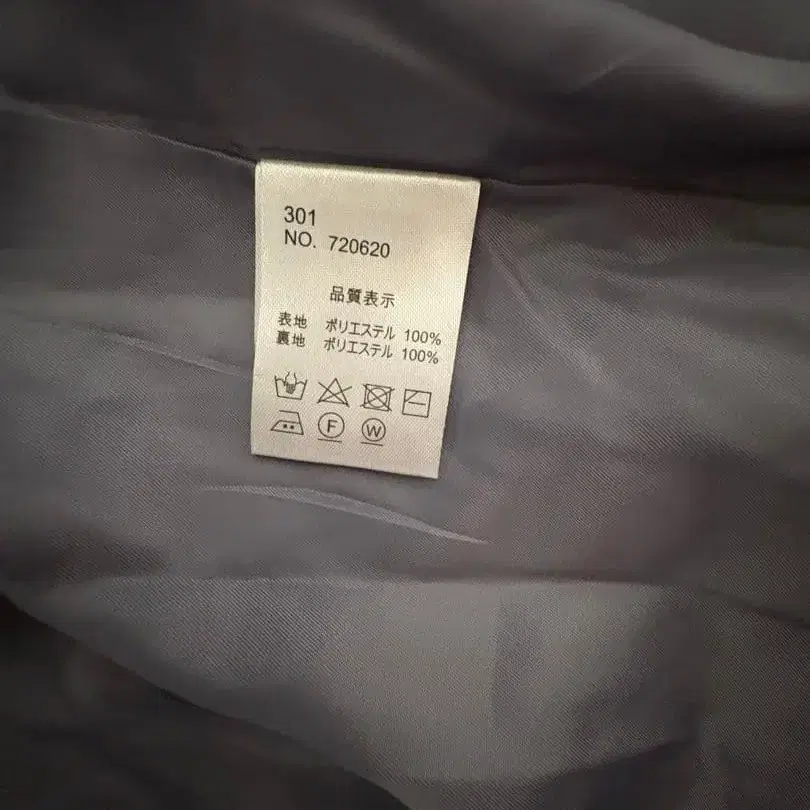 301
NO. 720620
品質表示
表地 ポリエステル 100%
裏地 ポリエステル 100%
F W